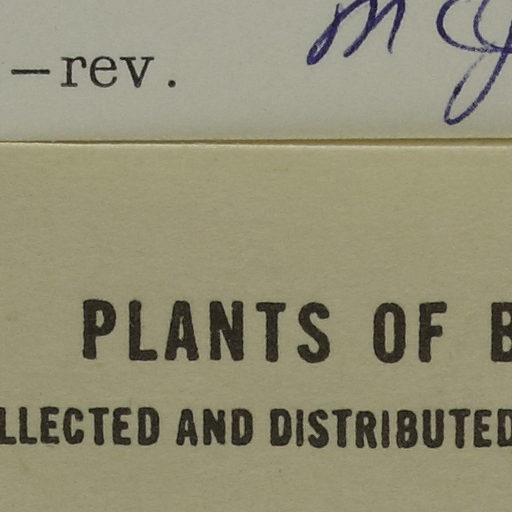 —rev.
PLANTS OF B
LLECTED AND DISTRIBUTED